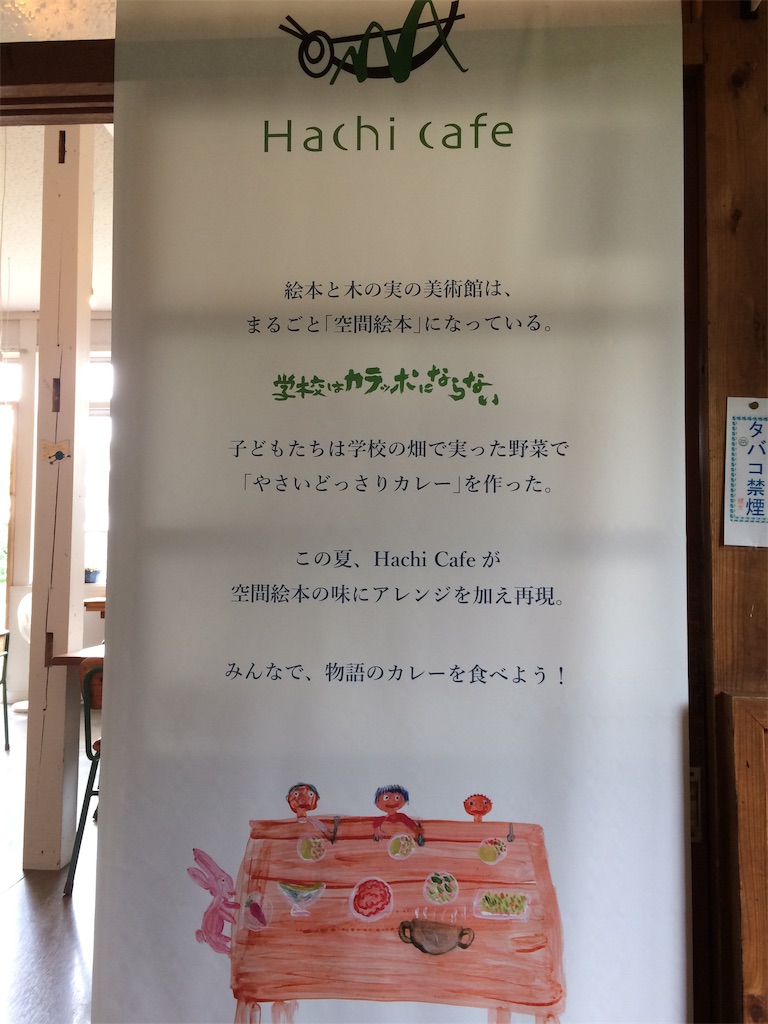 Hachi cafe
絵本と木の実の美術館は、
まるごと「空間絵本」になっている。
学校はカラッポにならない
子どもたちは学校の畑で実った野菜で
「やさいどっさりカレー」を作った。
この夏、Hachi Cafe が
空間絵本の味にアレンジを加え再現。
みんなで、物語のカレーを食べよう！
タバコ禁煙